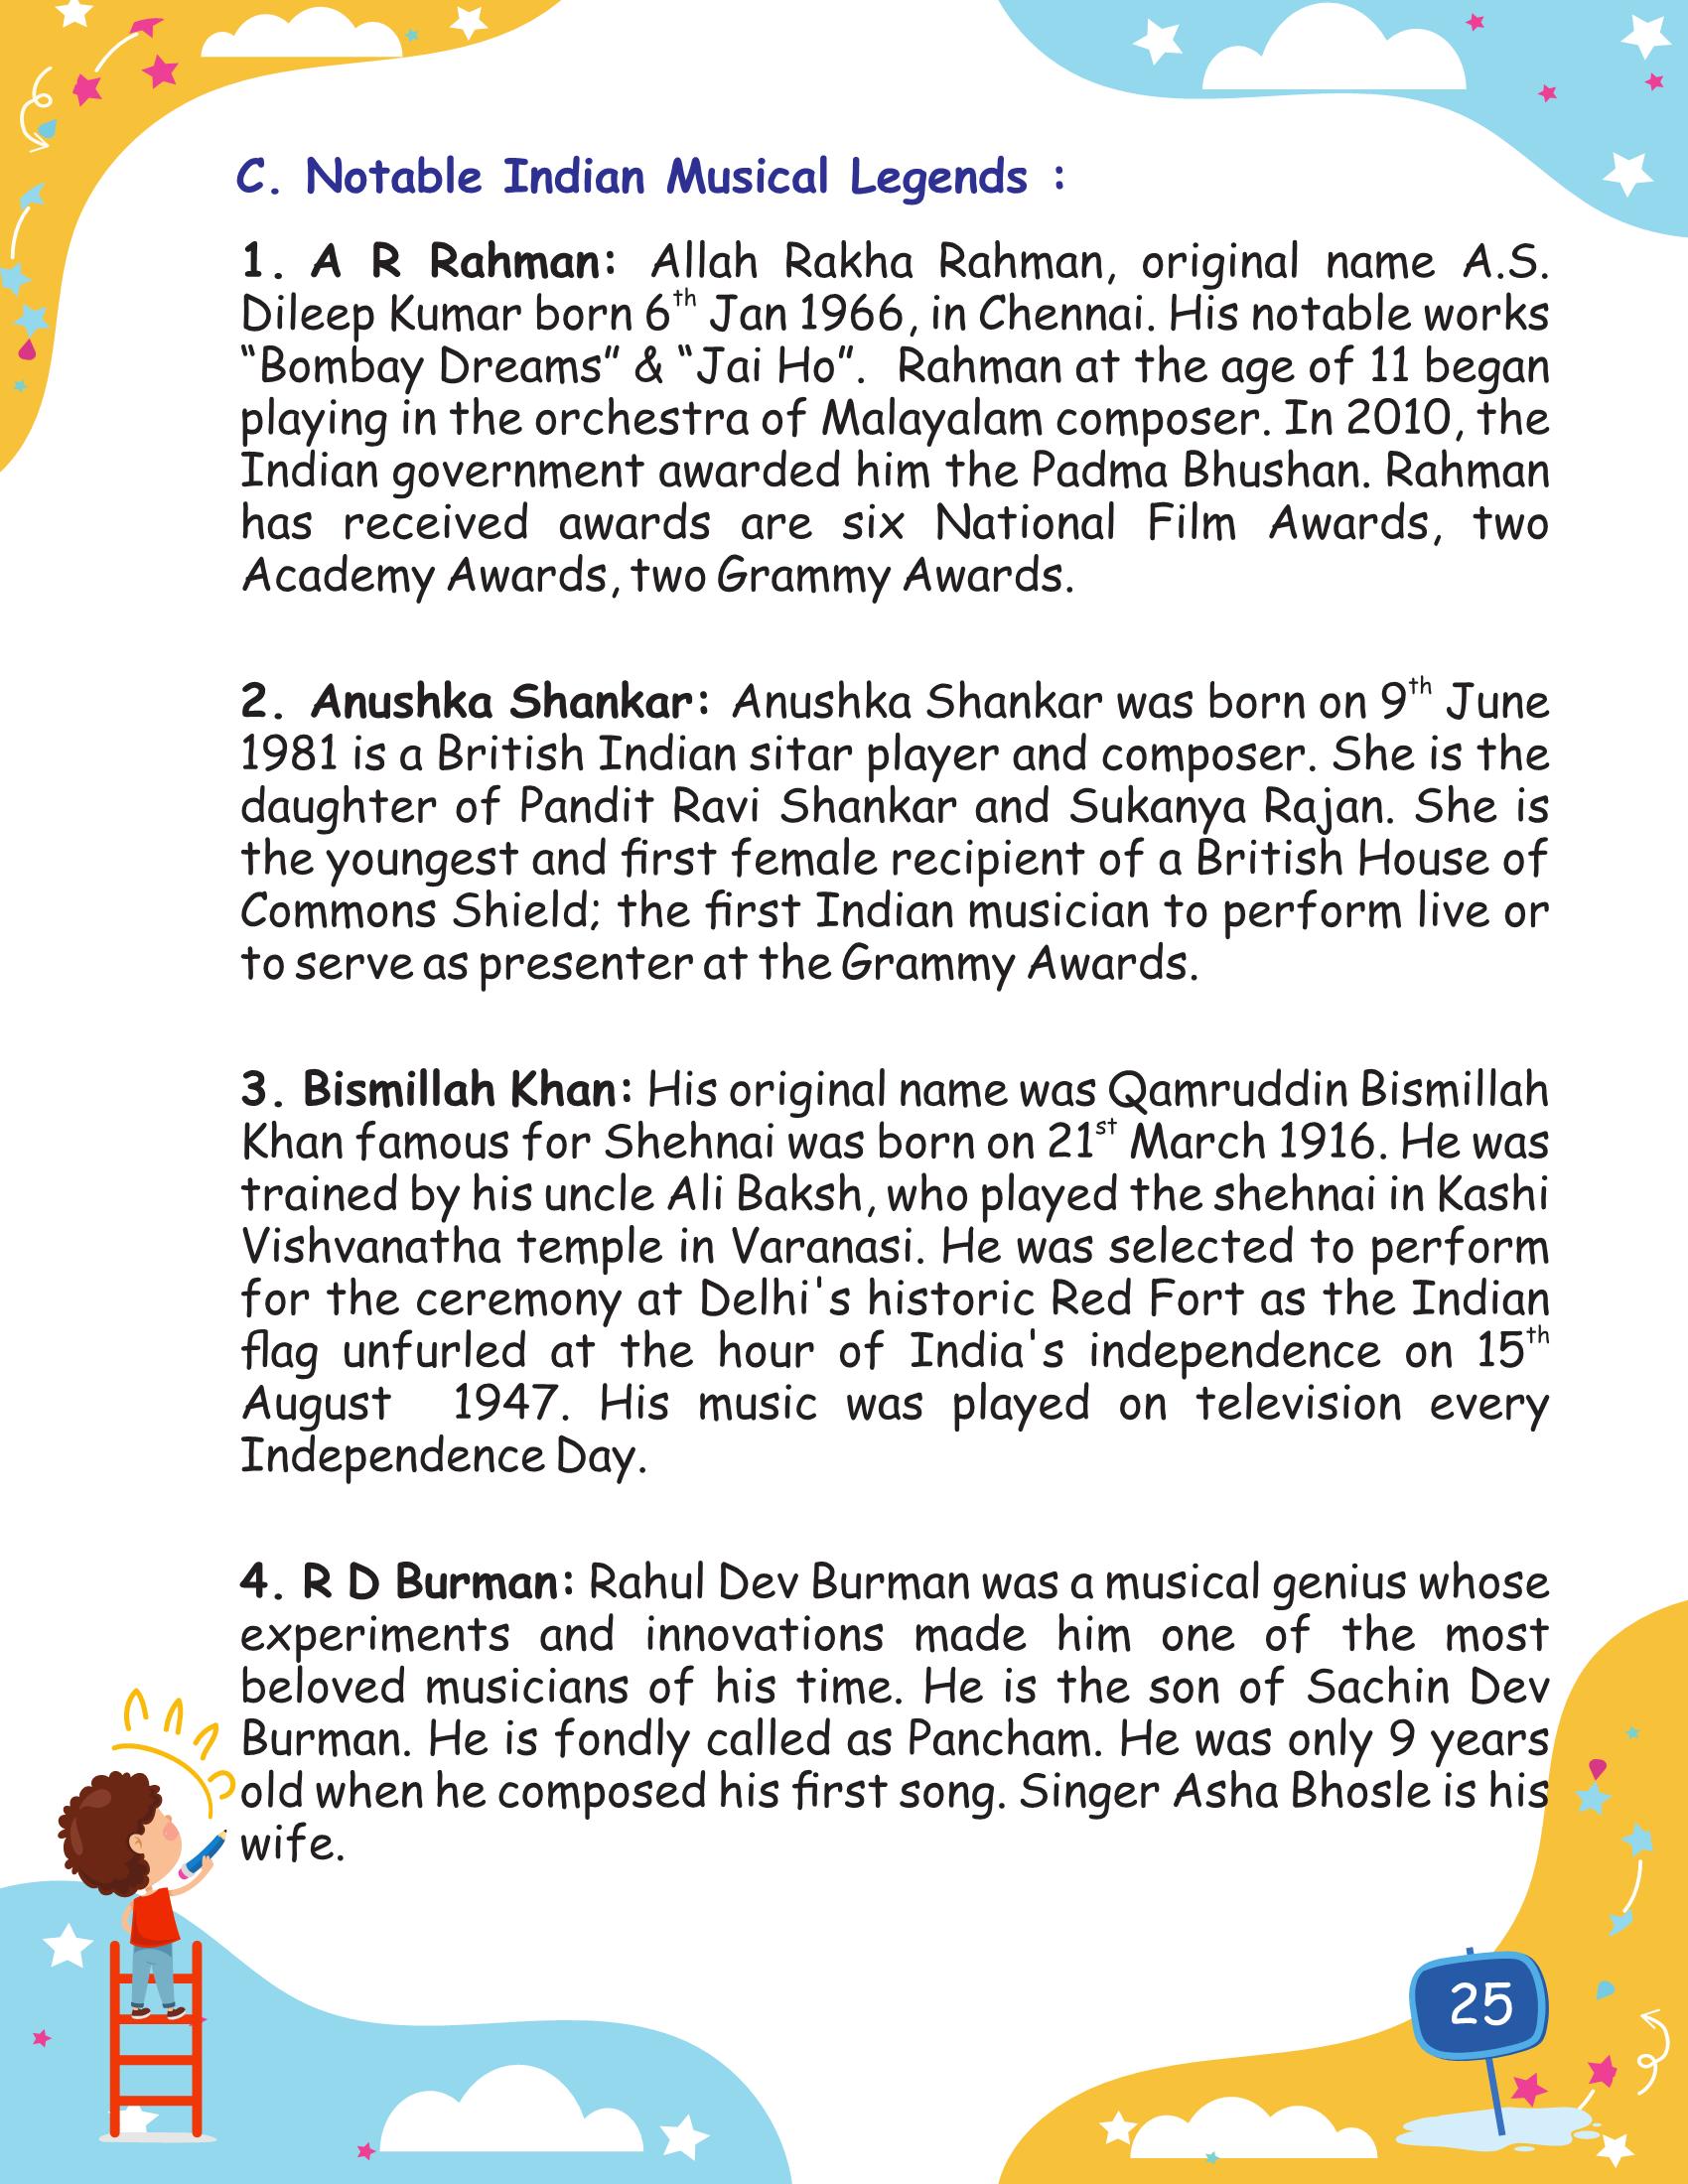 C. Notable Indian Musical Legends :
1. A R Rahman: Allah Rakha Rahman, original name A.S.
Dileep Kumar born 6th Jan 1966, in Chennai. His notable works
“Bombay Dreams” & “Jai Ho”. Rahman at the age of 11 began
playing in the orchestra of Malayalam composer. In 2010, the
Indian government awarded him the Padma Bhushan. Rahman
has received awards are six National Film Awards, two
Academy Awards, two Grammy Awards.
2. Anushka Shankar: Anushka Shankar was born on 9th June
1981 is a British Indian sitar player and composer. She is the
daughter of Pandit Ravi Shankar and Sukanya Rajan. She is
the youngest and first female recipient of a British House of
Commons Shield; the first Indian musician to perform live or
to serve as presenter at the Grammy Awards.
3. Bismillah Khan: His original name was Qamruddin Bismillah
Khan famous for Shehnai was born on 21st March 1916. He was
trained by his uncle Ali Baksh, who played the shehnai in Kashi
Vishvanatha temple in Varanasi. He was selected to perform
for the ceremony at Delhi's historic Red Fort as the Indian
flag unfurled at the hour of India's independence on 15th
August 1947. His music was played on television every
Independence Day.
4. R D Burman: Rahul Dev Burman was a musical genius whose
experiments and innovations made him one of the most
beloved musicians of his time. He is the son of Sachin Dev
Burman. He is fondly called as Pancham. He was only 9 years
old when he composed his first song. Singer Asha Bhosle is his
wife.
25